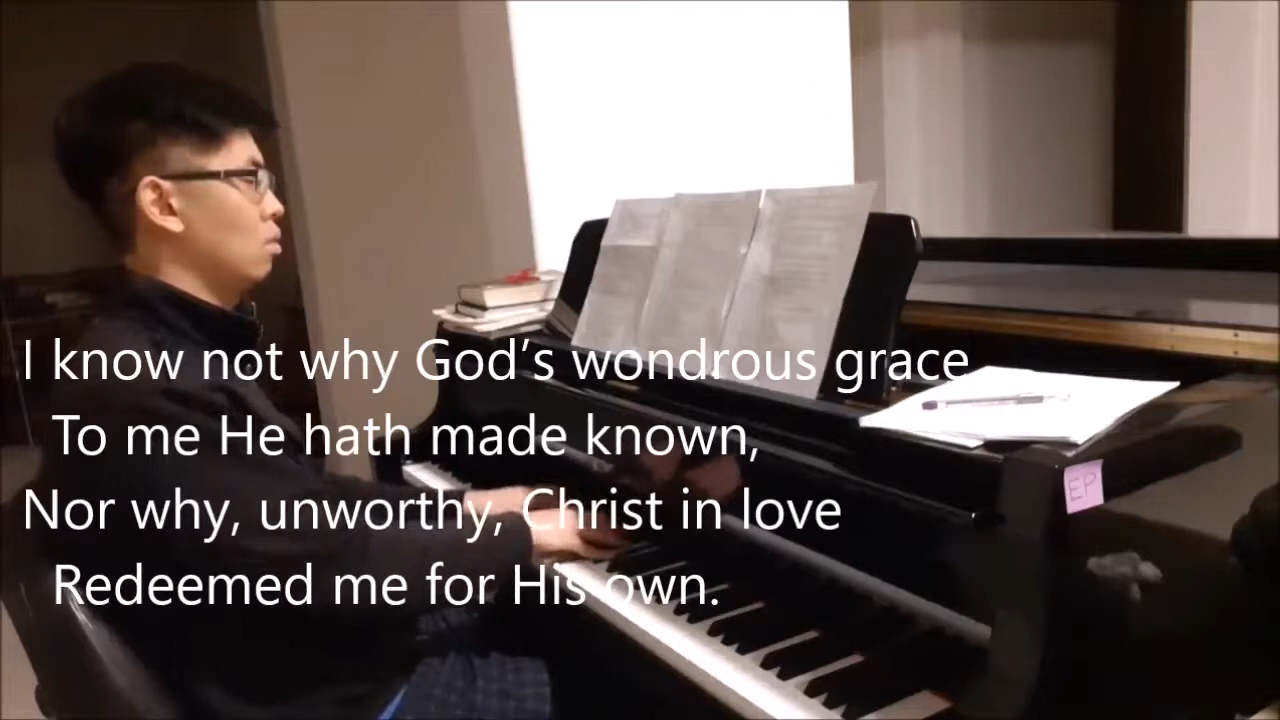 I know not why God’s wondrous grace
To me He hath made known,
Nor why, unworthy, Christ in love
Redeemed me for His own.
EP